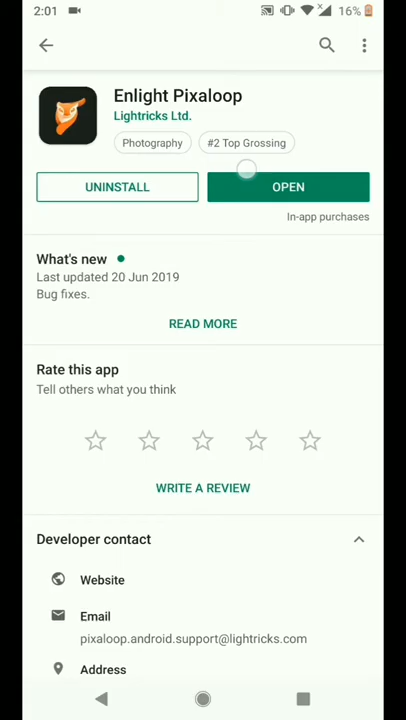 2:01
16%
Enlight Pixaloop
Lightricks Ltd.
Photography
#2 Top Grossing
UNINSTALL
OPEN
In-app purchases
What's new
Last updated 20 Jun 2019
Bug fixes.
READ MORE
Rate this app
Tell others what you think
WRITE A REVIEW
Developer contact
Website
Email
pixaloop.android.support@lightricks.com
Address